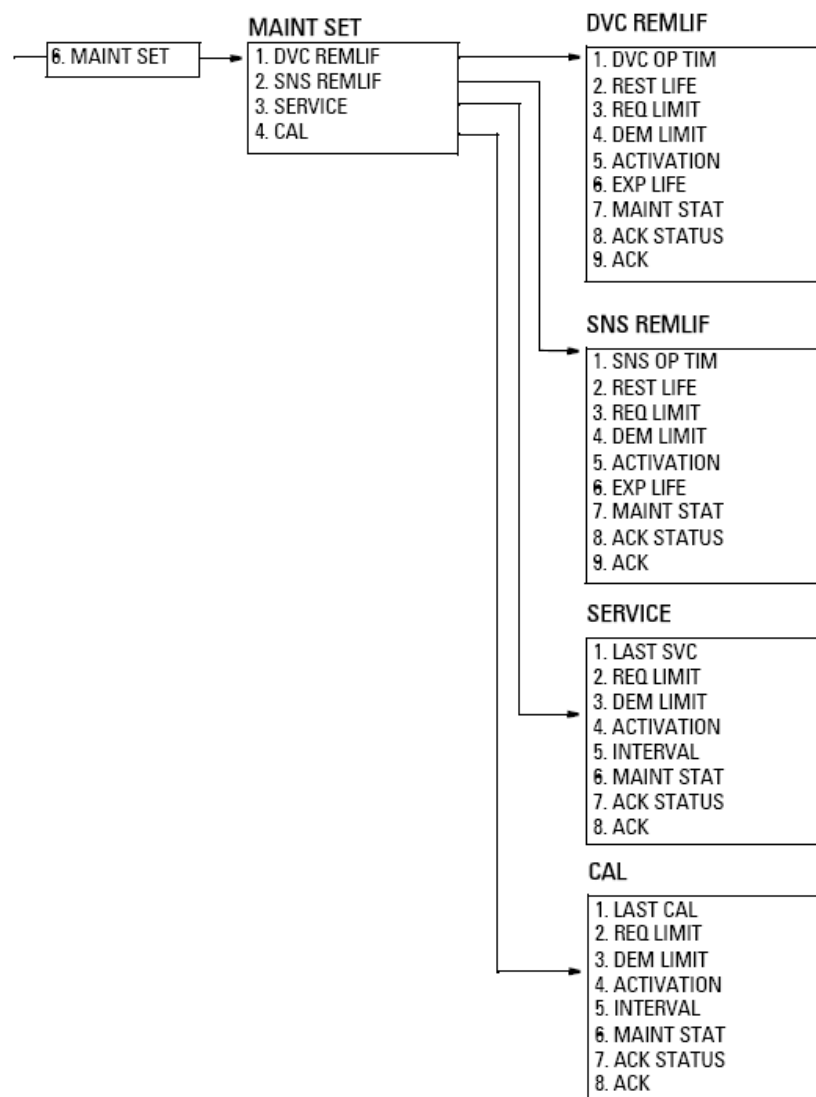 6. MAINT SET
MAINT SET
1. DVC REMLIF
2. SNS REMLIF
3. SERVICE
4. CAL
DVC REMLIF
1. DVC OP TIM
2. REST LIFE
3. REQ LIMIT
4. DEM LIMIT
5. ACTIVATION
6. EXP LIFE
7. MAINT STAT
8. ACK STATUS
9. ACK
SNS REMLIF
1. SNS OP TIM
2. REST LIFE
3. REQ LIMIT
4. DEM LIMIT
5. ACTIVATION
6. EXP LIFE
7. MAINT STAT
8. ACK STATUS
9. ACK
SERVICE
1. LAST SVC
2. REQ LIMIT
3. DEM LIMIT
4. ACTIVATION
5. INTERVAL
6. MAINT STAT
7. ACK STATUS
8. ACK
CAL
1. LAST CAL
2. REQ LIMIT
3. DEM LIMIT
4. ACTIVATION
5. INTERVAL
6. MAINT STAT
7. ACK STATUS
8. ACK